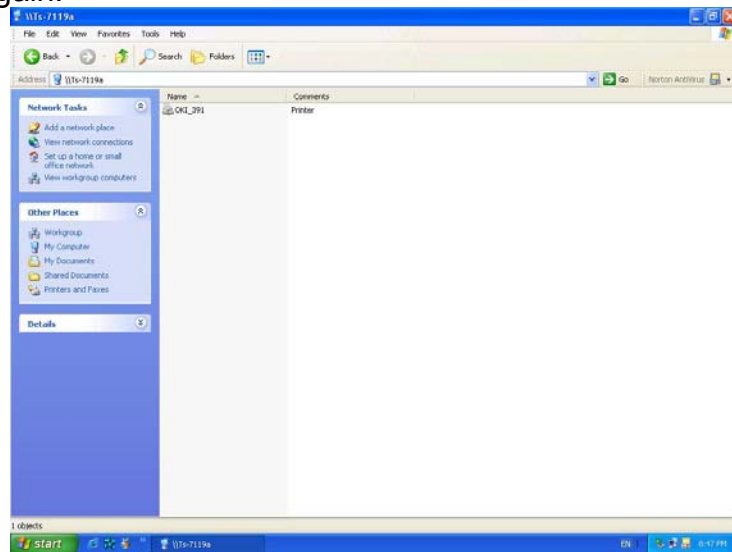 gain.
\\Ts-7119a
File Edit View Favorites Tools Help
Back Search Folders
Address \\Ts-7119a Go Norton AntiVirus
Name Comments
OKI_391 Printer
Network Tasks
Add a network place
View network connections
Set up a home or small
office network
View workgroup computers
Other Places
Workgroup
My Computer
My Documents
Shared Documents
Printers and Faxes
Details
1 objects
start \\Ts-7119a EN 6:47 PM